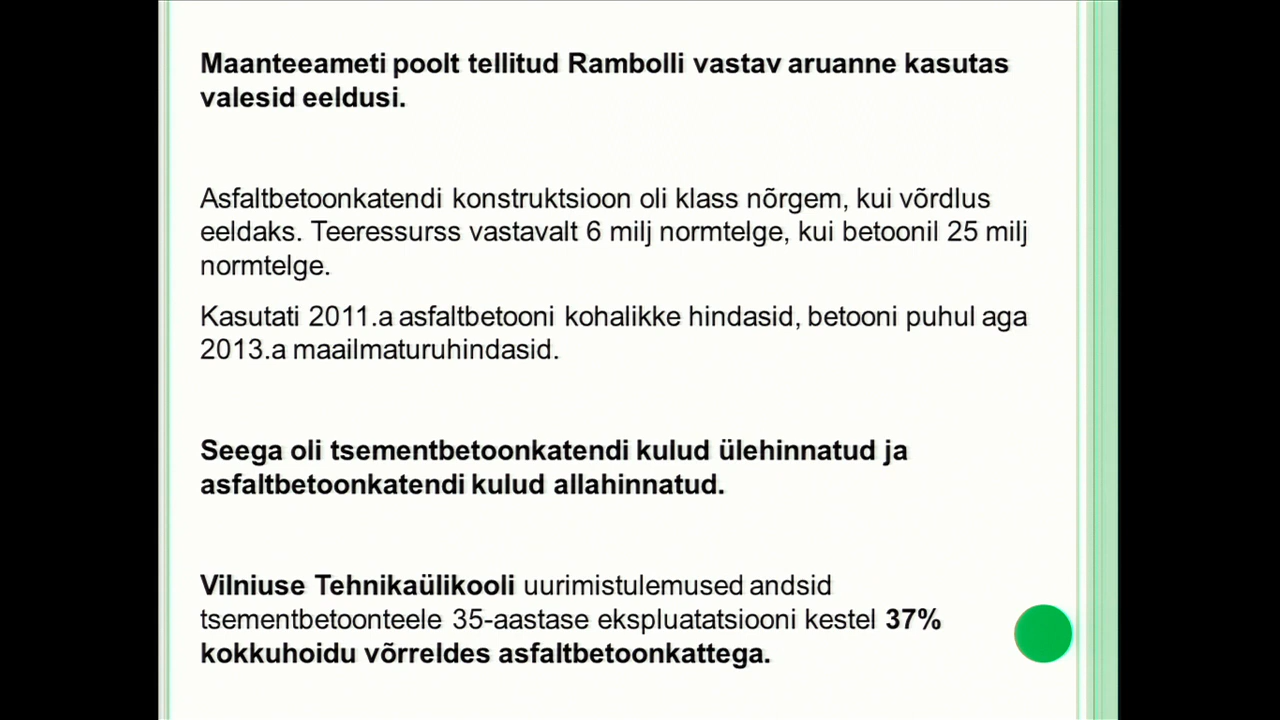 Maanteeameti poolt tellitud Rambolli vastav aruanne kasutas
valesid eeldusi.
Asfaltbetoonkatendi konstruktsioon oli klass nõrgem, kui võrdlus
eeldaks. Teeressurss vastavalt 6 milj normtelge, kui betoonil 25 milj
normtelge.
Kasutati 2011.a asfaltbetooni kohalikke hindasid, betooni puhul aga
2013.a maailmaturuhindasid.
Seega oli tsementbetoonkatendi kulud ülehinnatud ja
asfaltbetoonkatendi kulud allahinnatud.
Vilniuse Tehnikaülikooli uurimistulemused andsid
tsementbetoonteele 35-aastase ekspluatatsiooni kestel 37%
kokkuhoidu võrreldes asfaltbetoonkattega.